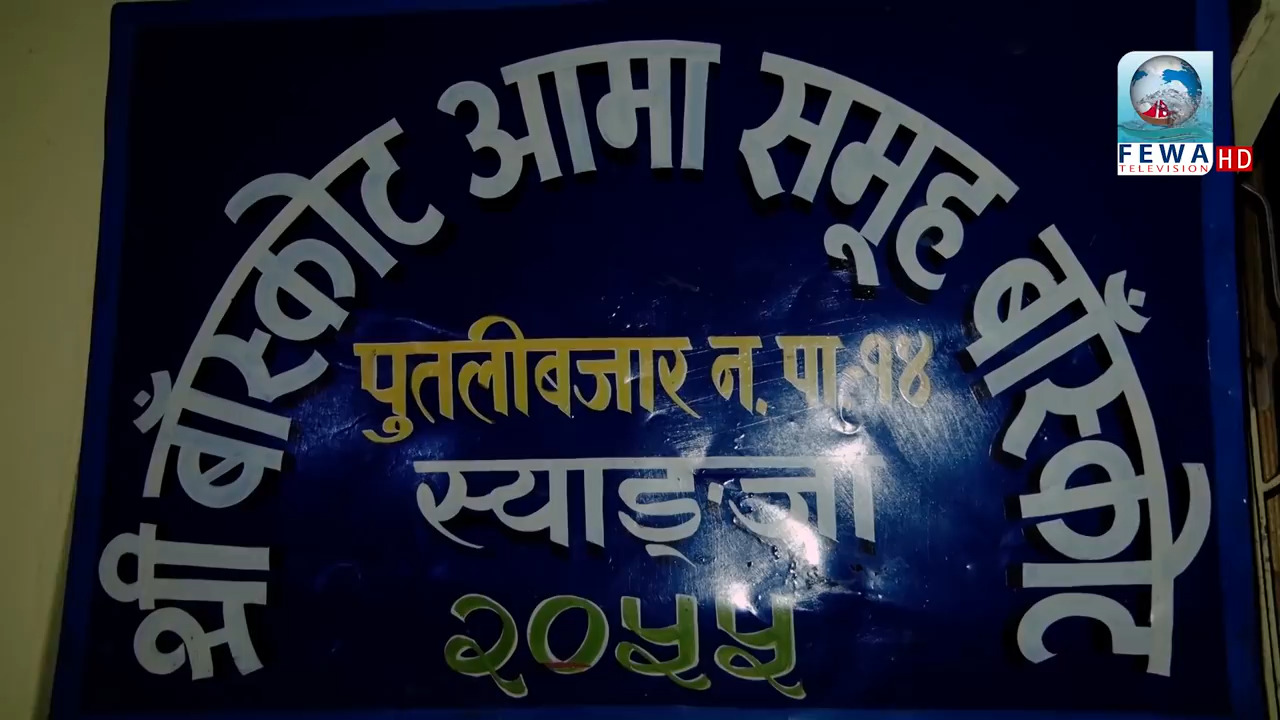 श्री बाँस्कोट आमा समूह बाँस्कोट
पुतलीबजार न. पा. १४
स्याङ्जा
२०५५
FEWA HD
TELEVISION